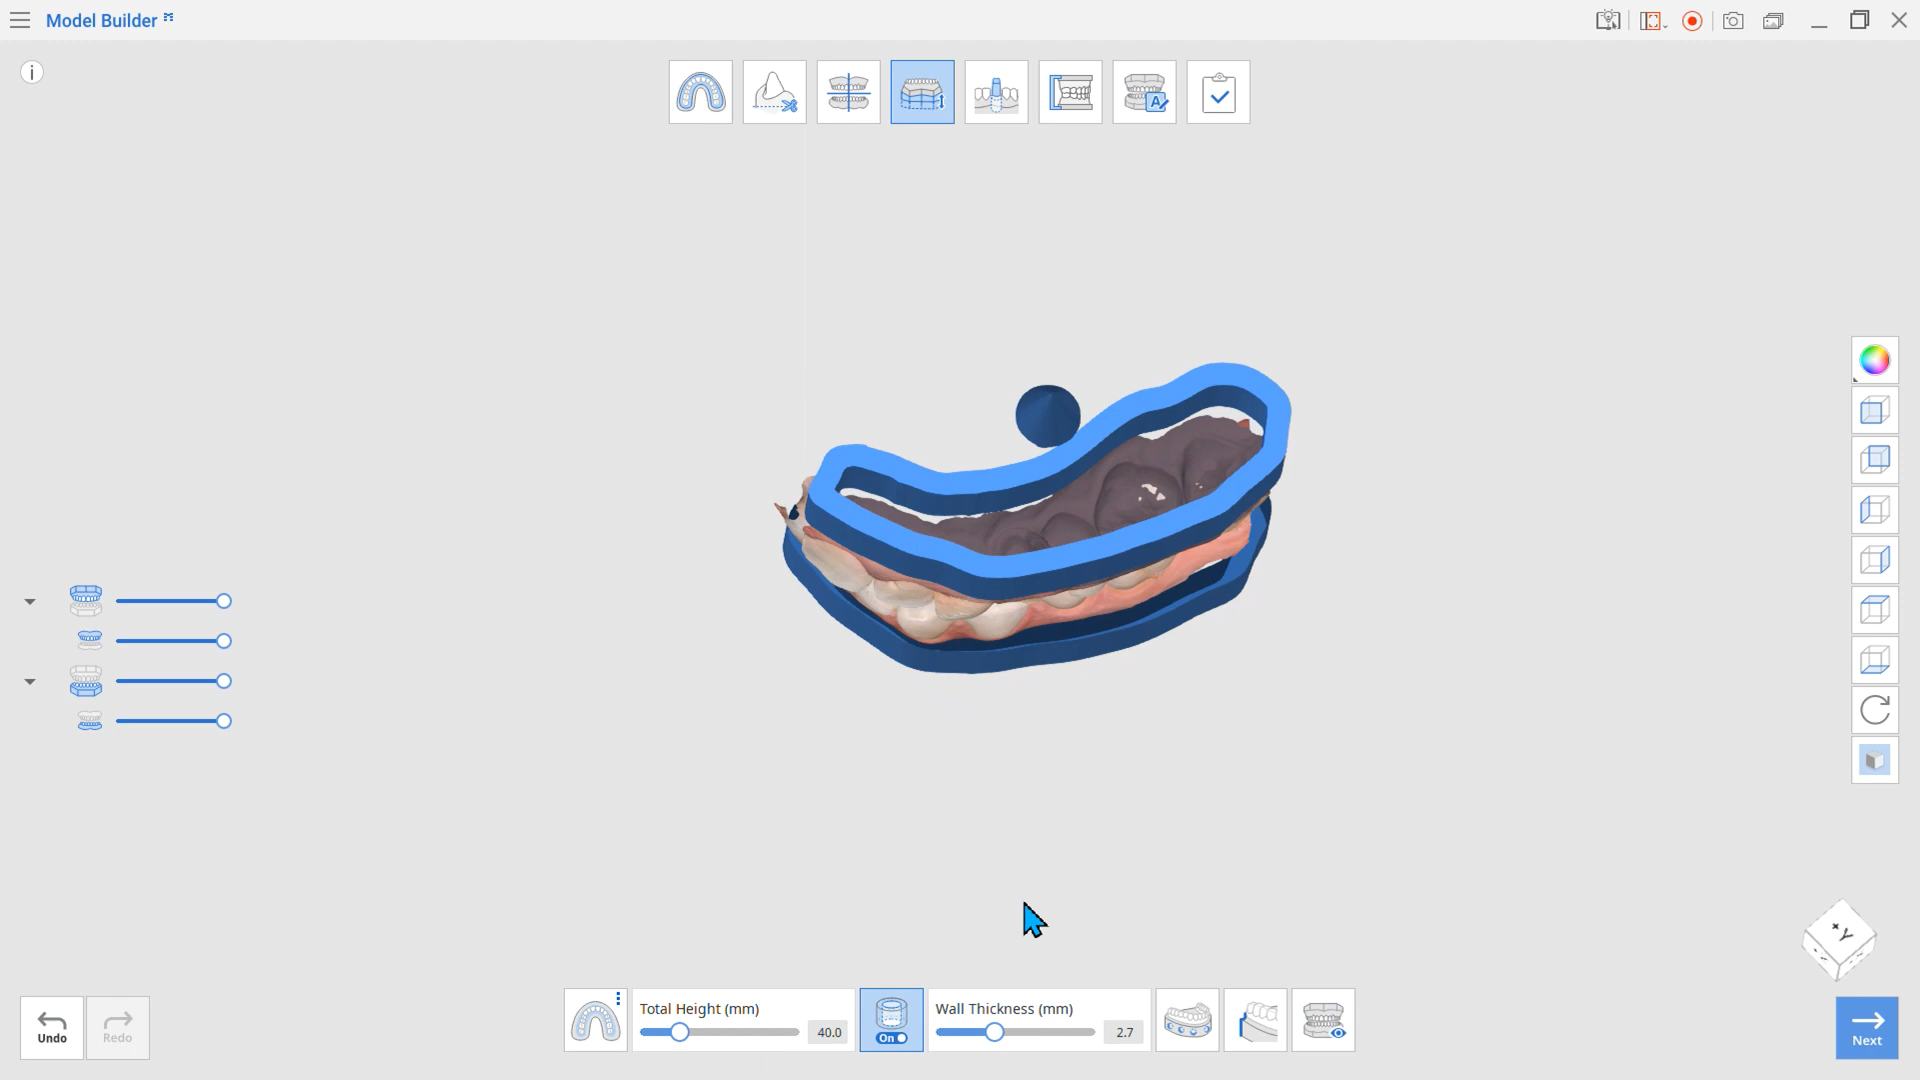 Model Builder
i
A
+Y
Total Height (mm)
40.0
On
Wall Thickness (mm)
2.7
Undo
Redo
Next